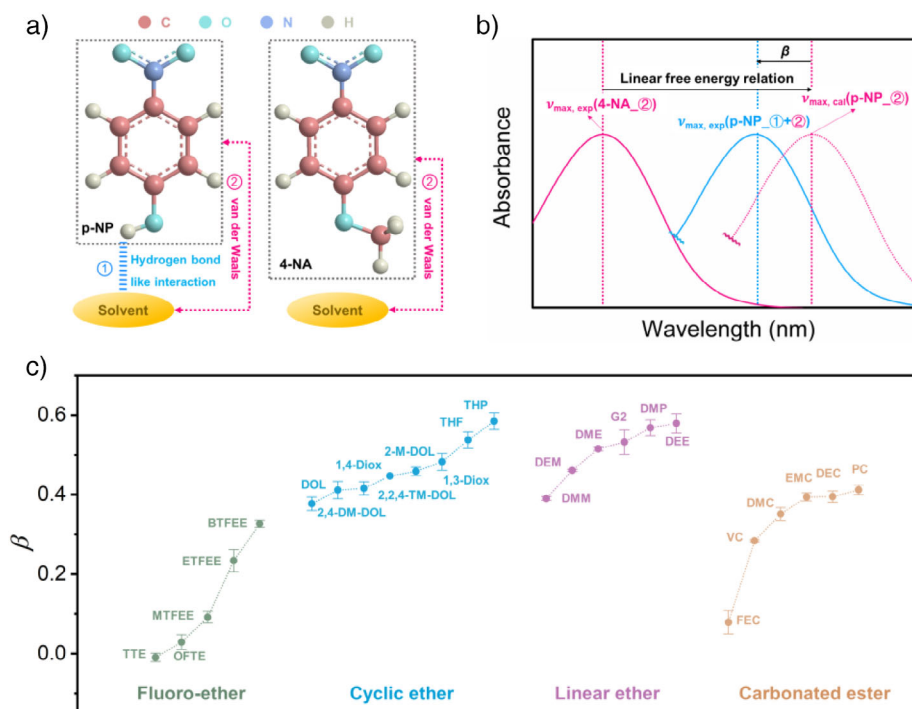 a)
C O N H
p-NP
① Hydrogen bond
like interaction
② van der Waals
Solvent
4-NA
② van der Waals
Solvent
b)
β
Linear free energy relation
νmax, exp(4-NA_②)
νmax, cal(p-NP_②)
νmax, exp(p-NP_①+②)
Absorbance
Wavelength (nm)
c)
β
0.6
0.4
0.2
0.0
TTE
OFTE
MTFEE
ETFEE
BTFEE
Fluoro-ether
2,4-DM-DOL
DOL
1,4-Diox
2,2,4-TM-DOL
2-M-DOL
1,3-Diox
THF
THP
Cyclic ether
DMM
DEM
DME
G2
DMP
DEE
Linear ether
FEC
VC
DMC
EMC
DEC
PC
Carbonated ester